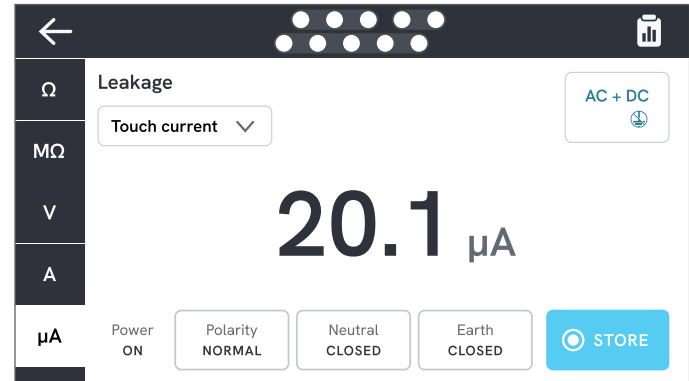 Ω
MΩ
V
A
µA
Leakage
Touch current
AC + DC
20.1 µA
Power
ON
Polarity
NORMAL
Neutral
CLOSED
Earth
CLOSED
STORE